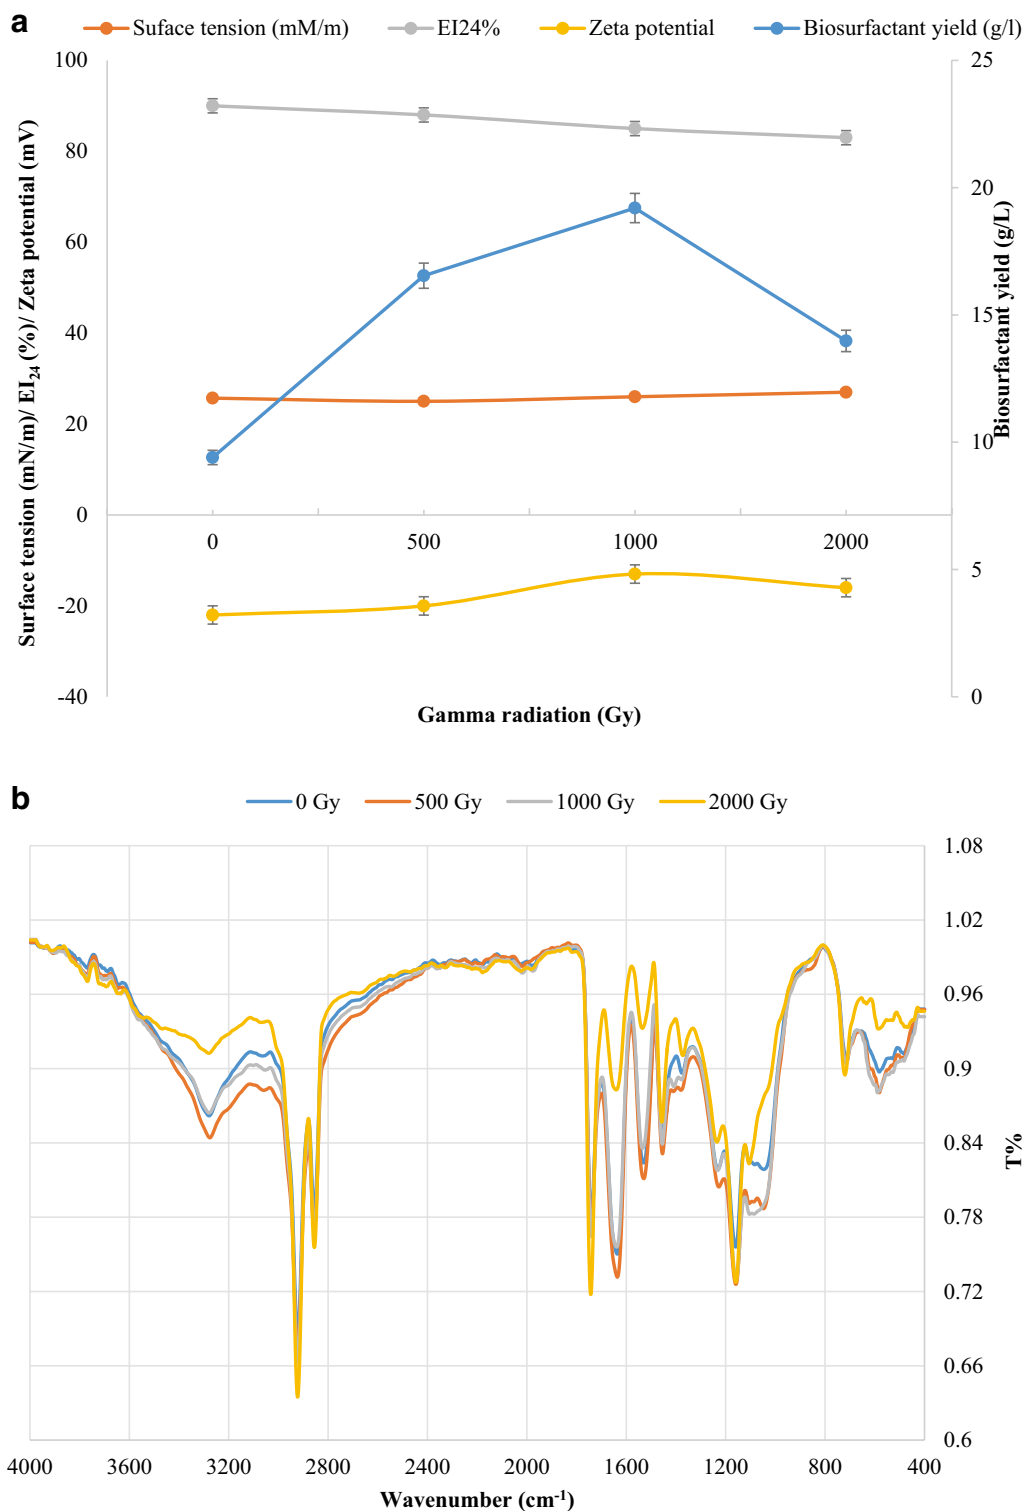 a
Suface tension (mM/m) EI24% Zeta potential Biosurfactant yield (g/l)
Surface tension (mN/m)/ EI24 (%)/ Zeta potential (mV)
100
80
60
40
20
0
-20
-40
25
20
15
10
5
0
Biosurfactant yield (g/L)
0 500 1000 2000
Gamma radiation (Gy)
b
0 Gy 500 Gy 1000 Gy 2000 Gy
1.08
1.02
0.96
0.9
0.84
0.78
0.72
0.66
0.6
T%
4000 3600 3200 2800 2400 2000 1600 1200 800 400
Wavenumber (cm-1)